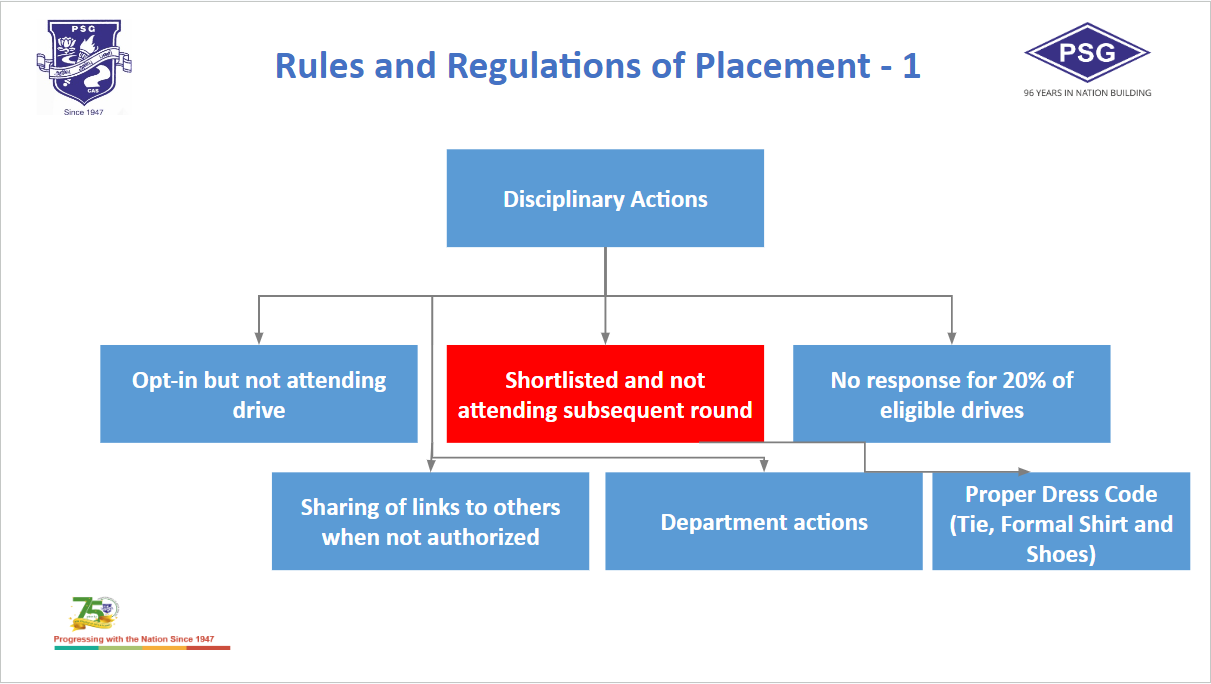 PSG
CAS
Since 1947
Rules and Regulations of Placement - 1
PSG
96 YEARS IN NATION BUILDING
Disciplinary Actions
Opt-in but not attending
drive
Shortlisted and not
attending subsequent round
No response for 20% of
eligible drives
Sharing of links to others
when not authorized
Department actions
Proper Dress Code
(Tie, Formal Shirt and
Shoes)
75
Progressing with the Nation Since 1947